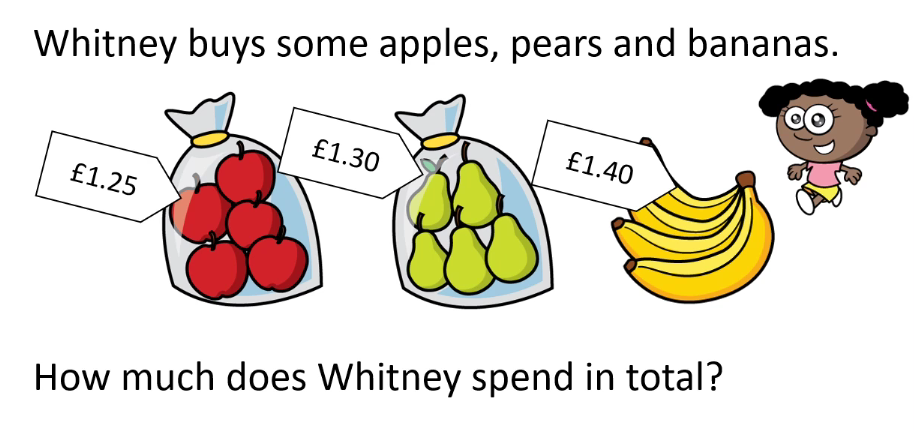 Whitney buys some apples, pears and bananas.
£1.25
£1.30
£1.40
How much does Whitney spend in total?